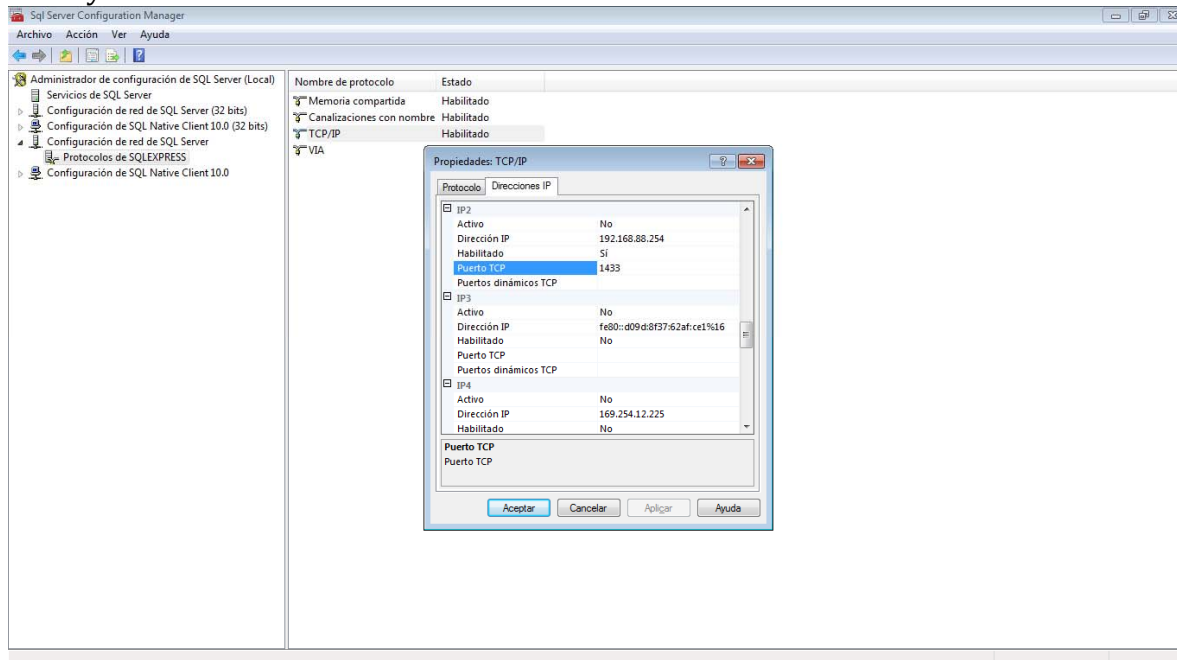 Sql Server Configuration Manager
Archivo Acción Ver Ayuda
Administrador de configuración de SQL Server (Local)
Servicios de SQL Server
Configuración de red de SQL Server (32 bits)
Configuración de SQL Native Client 10.0 (32 bits)
Configuración de red de SQL Server
Protocolos de SQLEXPRESS
Configuración de SQL Native Client 10.0
Nombre de protocolo Estado
Memoria compartida Habilitado
Canalizaciones con nombre Habilitado
TCP/IP Habilitado
VIA
Propiedades: TCP/IP
Protocolo Direcciones IP
IP2
Activo No
Dirección IP 192.168.88.254
Habilitado Sí
Puerto TCP 1433
Puertos dinámicos TCP
IP3
Activo No
Dirección IP fe80::d09d:8f37:62af:ce1%16
Habilitado No
Puerto TCP
Puertos dinámicos TCP
IP4
Activo No
Dirección IP 169.254.12.225
Habilitado No
Puerto TCP
Puerto TCP
Aceptar Cancelar Aplicar Ayuda